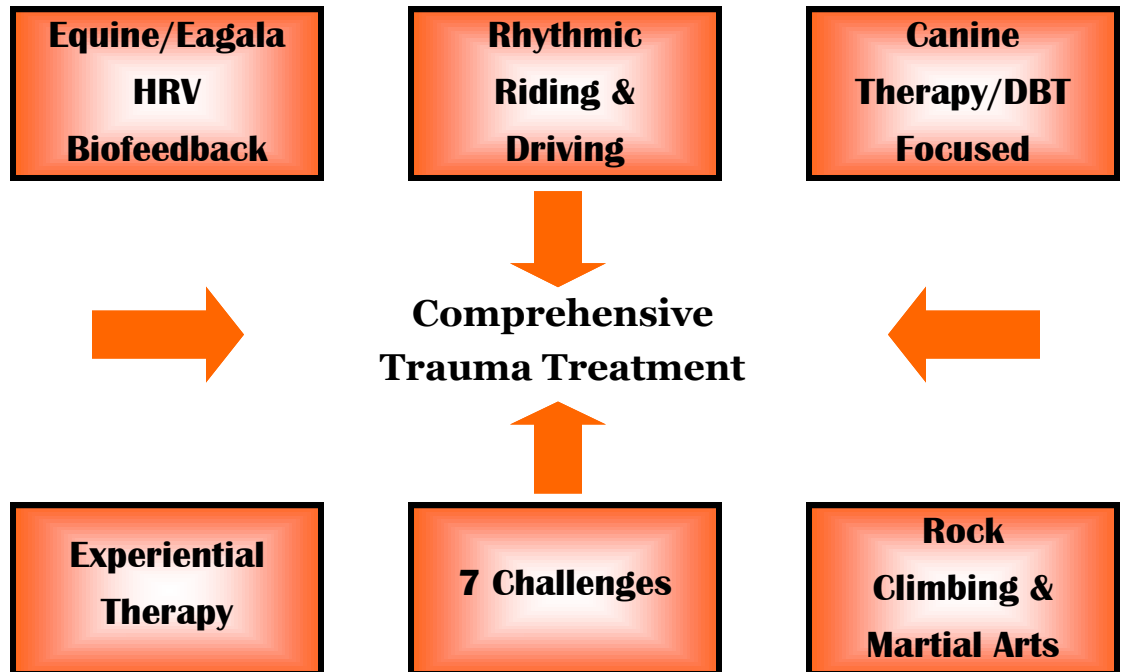 Equine/Eagala
HRV
Biofeedback
Rhythmic
Riding &
Driving
Canine
Therapy/DBT
Focused
Comprehensive
Trauma Treatment
Experiential
Therapy
7 Challenges
Rock
Climbing &
Martial Arts